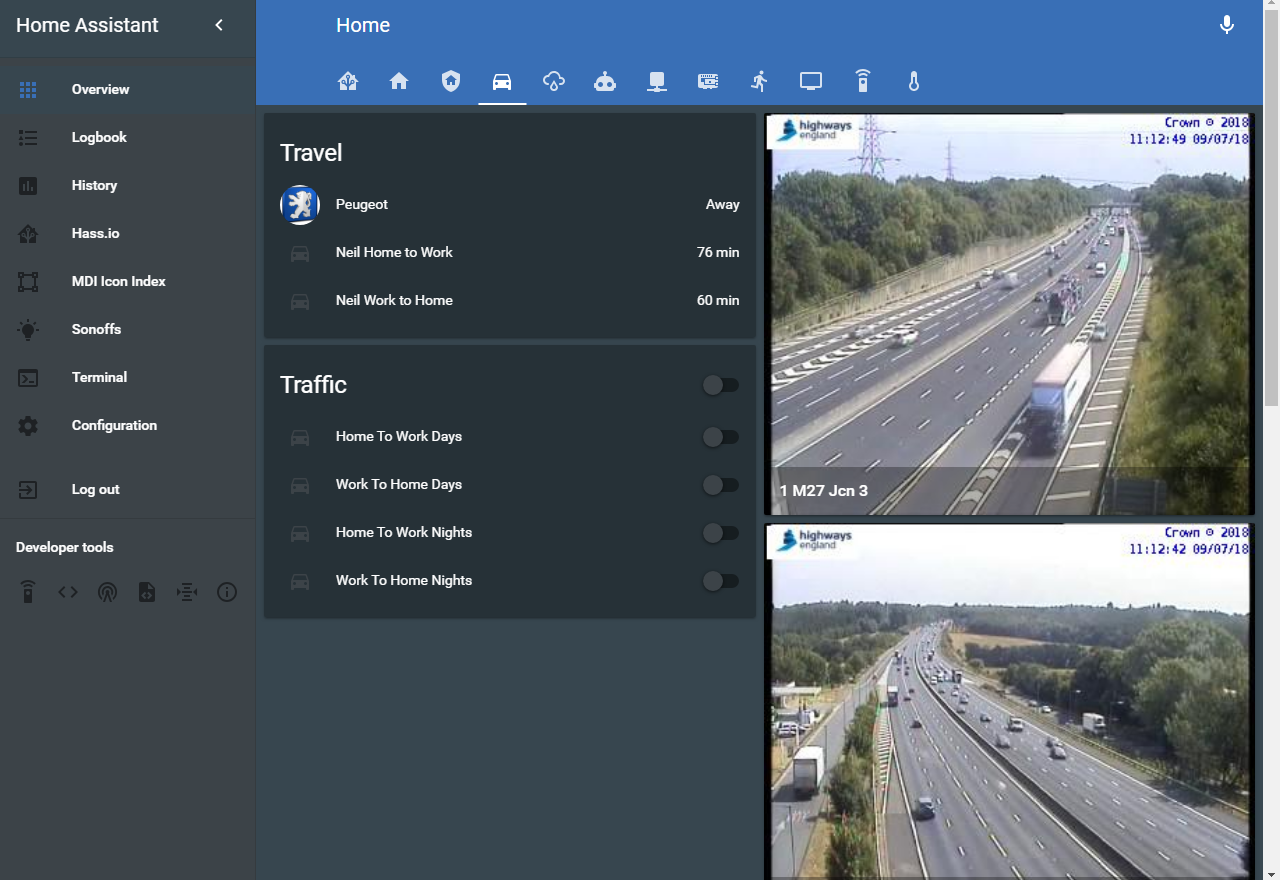 Home Assistant
Overview
Logbook
History
Hass.io
MDI Icon Index
Sonoffs
Terminal
Configuration
Log out
Developer tools
Home
Travel
Peugeot Away
Neil Home to Work 76 min
Neil Work to Home 60 min
Traffic
Home To Work Days
Work To Home Days
Home To Work Nights
Work To Home Nights
highways
england
Crown © 2018
11:12:49 09/07/18
1 M27 Jcn 3
highways
england
Crown © 2018
11:12:42 09/07/18